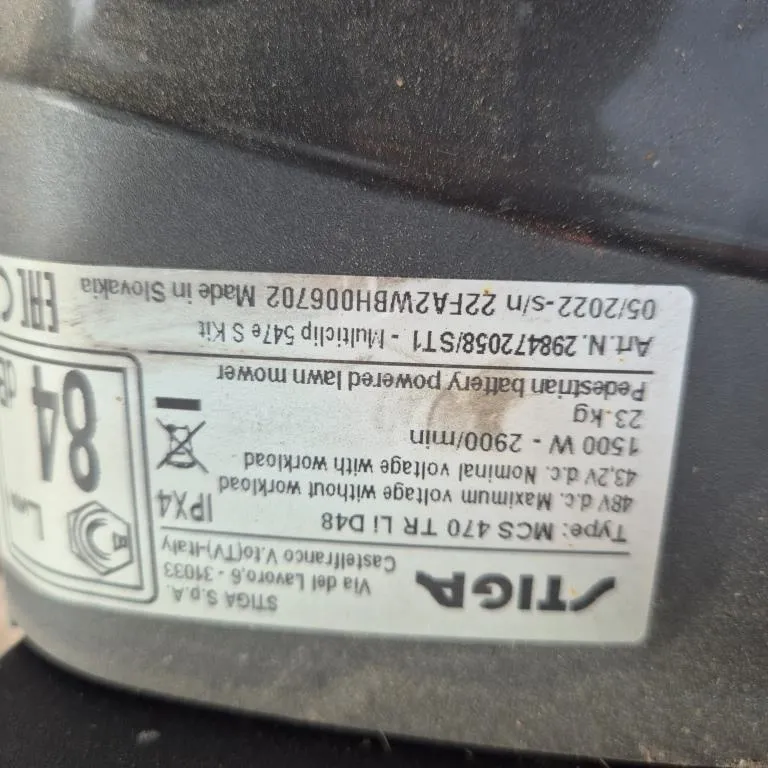 STIGA
STIGA S.p.A.
Via del Lavoro,6 - 31033
Castelfranco V.to(TV)-Italy
Type: MCS 470 TR Li D48
IPX4
48V d.c. Maximum voltage without workload
43,2V d.c. Nominal voltage with workload
1500 W - 2900/min
23 kg
Pedestrian battery powered lawn mower
Art.N. 298472058/ST1 - Multiclip 547e S Kit
05/2022-s/n 22FA2WBH006702 Made in Slovakia
84
EAC